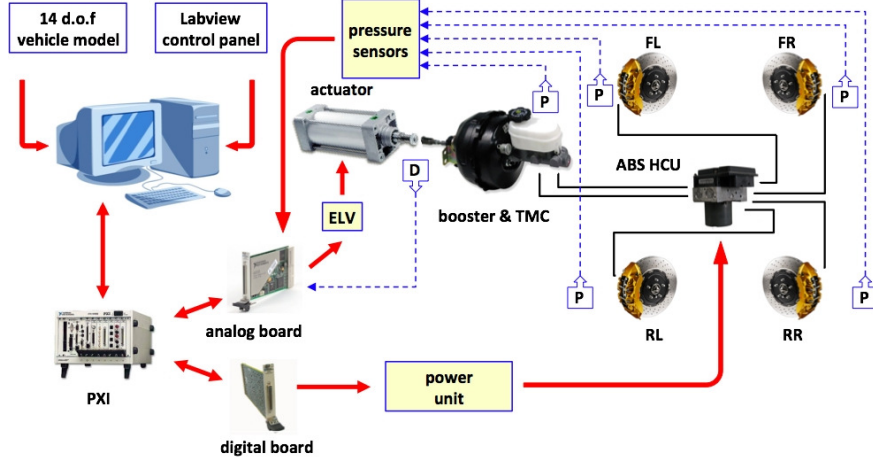 14 d.o.f
vehicle model
Labview
control panel
pressure
sensors
FL
FR
actuator
P
P
P
D
ABS HCU
ELV
booster & TMC
P
P
analog board
RL
RR
PXI
power
unit
digital board